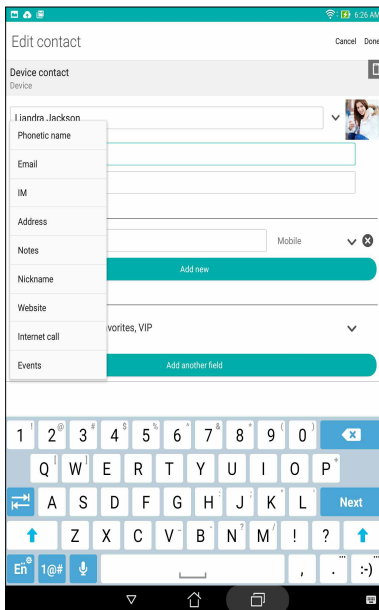 6:26 AM
Edit contact
Cancel Done
Device contact
Device
Liandra Jackson
Phonetic name
Email
IM
Address
Notes
Mobile
Add new
Nickname
Website
Internet call
vorites, VIP
Events
Add another field
1 ! 2 @ 3 # 4 $ 5 % 6 ^ 7 & 8 * 9 ( 0 )
Q [ W ] E R T Y U I O P +
A S D F G H : J ; K " L ' Next
Z X C V - B · N ? M / ! ?
En 1@# , . ... :-) ...